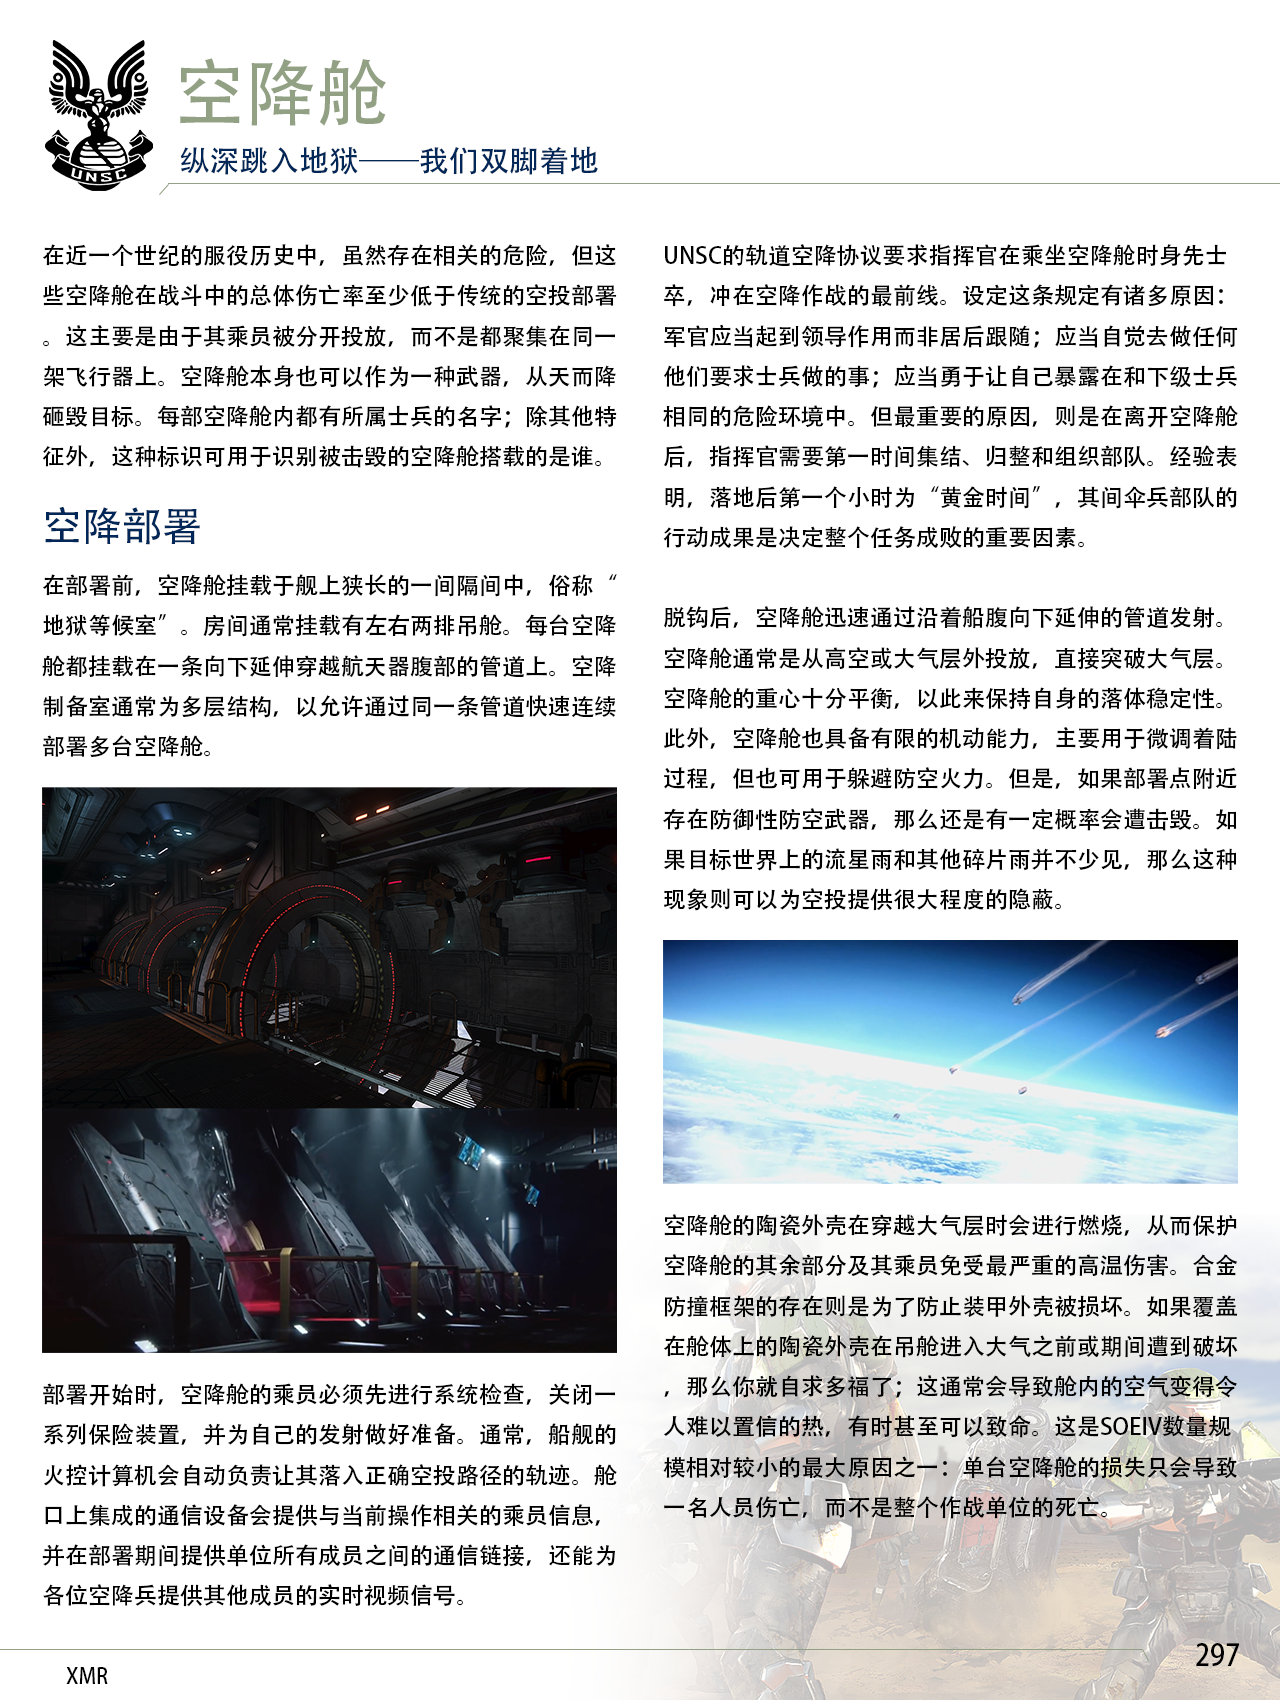 UNSC
空降舱
纵深跳入地狱——我们双脚着地
在近一个世纪的服役历史中，虽然存在相关的危险，但这
些空降舱在战斗中的总体伤亡率至少低于传统的空投部署
。这主要是由于其乘员被分开投放，而不是都聚集在同一
架飞行器上。空降舱本身也可以作为一种武器，从天而降
砸毁目标。每部空降舱内都有所属士兵的名字；除其他特
征外，这种标识可用于识别被击毁的空降舱搭载的是谁。
空降部署
在部署前，空降舱挂载于舰上狭长的一间隔间中，俗称“
地狱等候室”。房间通常挂载有左右两排吊舱。每台空降
舱都挂载在一条向下延伸穿越航天器腹部的管道上。空降
制备室通常为多层结构，以允许通过同一条管道快速连续
部署多台空降舱。
部署开始时，空降舱的乘员必须先进行系统检查，关闭一
系列保险装置，并为自己的发射做好准备。通常，船舰的
火控计算机会自动负责让其落入正确空投路径的轨迹。舱
口上集成的通信设备会提供与当前操作相关的乘员信息，
并在部署期间提供单位所有成员之间的通信链接，还能为
各位空降兵提供其他成员的实时视频信号。
UNSC的轨道空降协议要求指挥官在乘坐空降舱时身先士
卒，冲在空降作战的最前线。设定这条规定有诸多原因：
军官应当起到领导作用而非居后跟随；应当自觉去做任何
他们要求士兵做的事；应当勇于让自己暴露在和下级士兵
相同的危险环境中。但最重要的原因，则是在离开空降舱
后，指挥官需要第一时间集结、归整和组织部队。经验表
明，落地后第一个小时为“黄金时间”，其间伞兵部队的
行动成果是决定整个任务成败的重要因素。
脱钩后，空降舱迅速通过沿着船腹向下延伸的管道发射。
空降舱通常是从高空或大气层外投放，直接突破大气层。
空降舱的重心十分平衡，以此来保持自身的落体稳定性。
此外，空降舱也具备有限的机动能力，主要用于微调着陆
过程，但也可用于躲避防空火力。但是，如果部署点附近
存在防御性防空武器，那么还是有一定概率会遭击毁。如
果目标世界上的流星雨和其他碎片雨并不少见，那么这种
现象则可以为空投提供很大程度的隐蔽。
空降舱的陶瓷外壳在穿越大气层时会进行燃烧，从而保护
空降舱的其余部分及其乘员免受最严重的高温伤害。合金
防撞框架的存在则是为了防止装甲外壳被损坏。如果覆盖
在舱体上的陶瓷外壳在吊舱进入大气之前或期间遭到破坏
，那么你就自求多福了；这通常会导致舱内的空气变得令
人难以置信的热，有时甚至可以致命。这是SOEIV数量规
模相对较小的最大原因之一：单台空降舱的损失只会导致
一名人员伤亡，而不是整个作战单位的死亡。
XMR
297